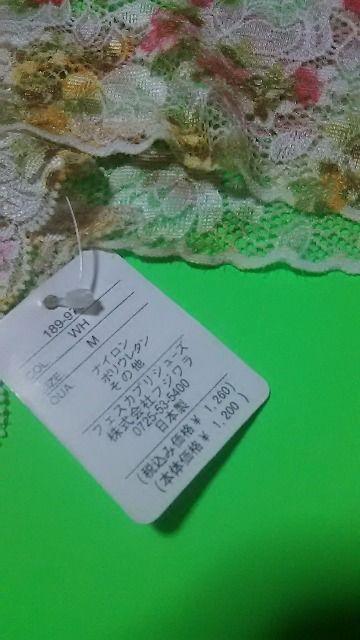 189-97
COL WH
SIZE M
QUA ナイロン
ポリウレタン
その他
フェスカプリシューズ
株式会社フジワラ
0725-53-5400
日本製
(税込み価格¥ 1,260)
(本体価格¥ 1,200 )